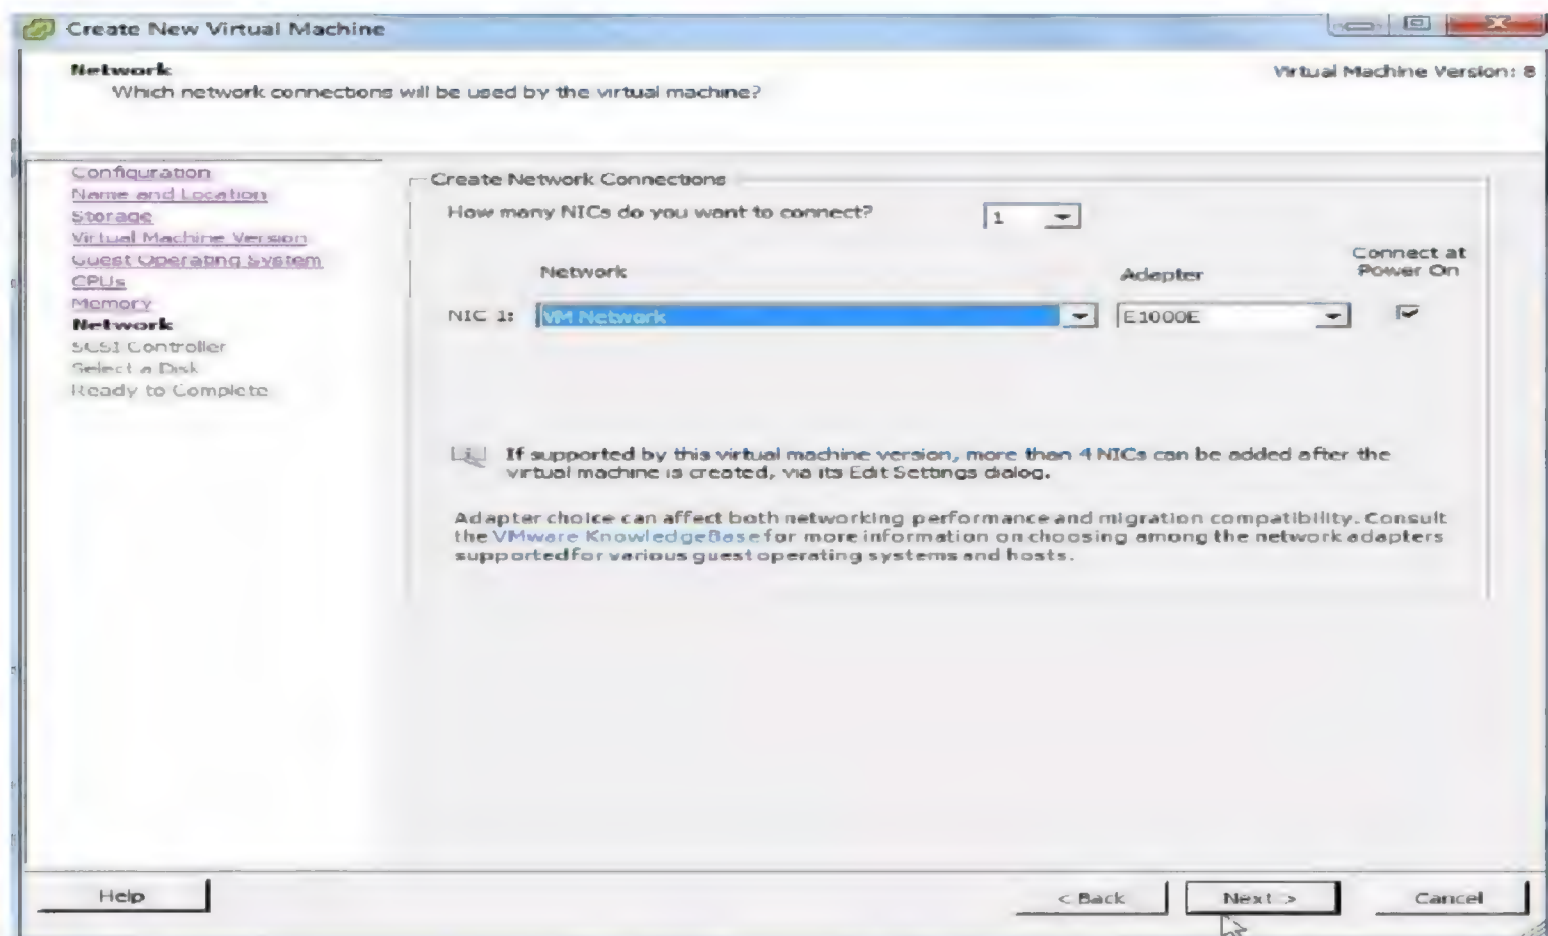 Create New Virtual Machine
Network
Which network connections will be used by the virtual machine?
Virtual Machine Version: 8
Configuration
Name and Location
Storage
Virtual Machine Version
Guest Operating System
CPUs
Memory
Network
SCSI Controller
Select a Disk
Ready to Complete
Create Network Connections
How many NICs do you want to connect? 1
Network Adapter Connect at
Power On
NIC 1: VM Network E1000E
If supported by this virtual machine version, more than 4 NICs can be added after the
virtual machine is created, via its Edit Settings dialog.
Adapter choice can affect both networking performance and migration compatibility. Consult
the VMware KnowledgeBase for more information on choosing among the network adapters
supported for various guest operating systems and hosts.
Help < Back Next > Cancel